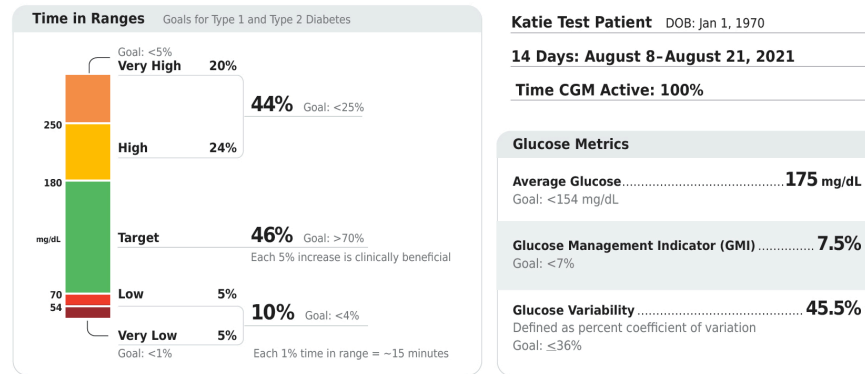 Time in Ranges Goals for Type 1 and Type 2 Diabetes
Goal: <5%
Very High 20%
44% Goal: <25%
250
High 24%
180
mg/dL
Target 46% Goal: >70%
Each 5% increase is clinically beneficial
70
Low 5%
54
10% Goal: <4%
Very Low 5%
Goal: <1%
Each 1% time in range = ~15 minutes
Katie Test Patient DOB: Jan 1, 1970
14 Days: August 8–August 21, 2021
Time CGM Active: 100%
Glucose Metrics
Average Glucose 175 mg/dL
Goal: <154 mg/dL
Glucose Management Indicator (GMI) 7.5%
Goal: <7%
Glucose Variability 45.5%
Defined as percent coefficient of variation
Goal: ≤36%